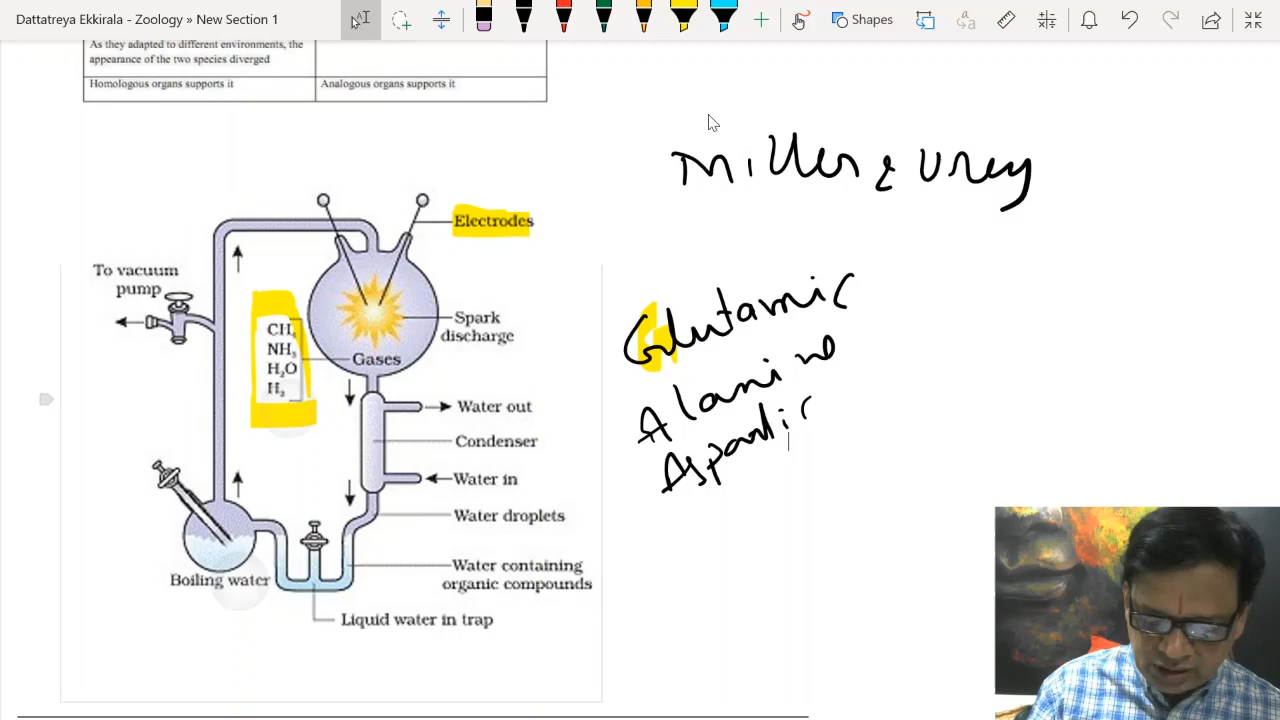 Dattatreya Ekkirala - Zoology » New Section 1
Shapes
As they adapted to different environments, the
appearance of the two species diverged
Homologous organs supports it
Analogous organs supports it
Miller & Urey
Electrodes
To vacuum
pump
Glutamic
Spark
discharge
CH₄
NH₃
H₂O
H₂
Gases
Alanine
Water out
Aspartic
Condenser
Water in
Water droplets
Water containing
organic compounds
Boiling water
Liquid water in trap